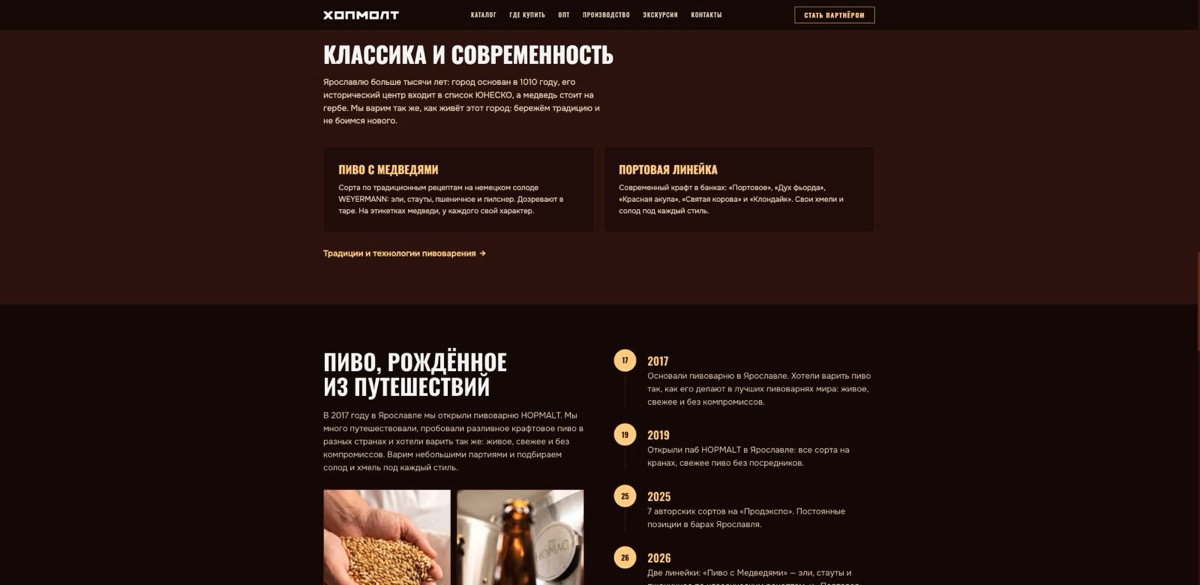 ХОПМОЛТ
КАТАЛОГ ГДЕ КУПИТЬ ОПТ ПРОИЗВОДСТВО ЭКСКУРСИИ КОНТАКТЫ
СТАТЬ ПАРТНЁРОМ
КЛАССИКА И СОВРЕМЕННОСТЬ
Ярославлю больше тысячи лет: город основан в 1010 году, его
исторический центр входит в список ЮНЕСКО, а медведь стоит на
гербе. Мы варим так же, как живёт этот город: бережём традицию и
не боимся нового.
ПИВО С МЕДВЕДЯМИ
Сорта по традиционным рецептам на немецком солоде
WEYERMANN: эли, стауты, пшеничное и пилснер. Дозревают в
таре. На этикетках медведи, у каждого свой характер.
ПОРТОВАЯ ЛИНЕЙКА
Современный крафт в банках: «Портовое», «Дух фьорда»,
«Красная акула», «Святая корова» и «Клондайк». Свои хмели и
солод под каждый стиль.
Традиции и технологии пивоварения →
ПИВО, РОЖДЁННОЕ
ИЗ ПУТЕШЕСТВИЙ
В 2017 году в Ярославле мы открыли пивоварню HOPMALT. Мы
много путешествовали, пробовали разливное крафтовое пиво в
разных странах и хотели варить так же: живое, свежее и без
компромиссов. Варим небольшими партиями и подбираем
солод и хмель под каждый стиль.
17
2017
Основали пивоварню в Ярославле. Хотели варить пиво
так, как его делают в лучших пивоварнях мира: живое,
свежее и без компромиссов.
19
2019
Открыли паб HOPMALT в Ярославле: все сорта на
кранах, свежее пиво без посредников.
25
2025
7 авторских сортов на «Продэкспо». Постоянные
позиции в барах Ярославля.
26
2026
Две линейки: «Пиво с Медведями» — эли, стауты и